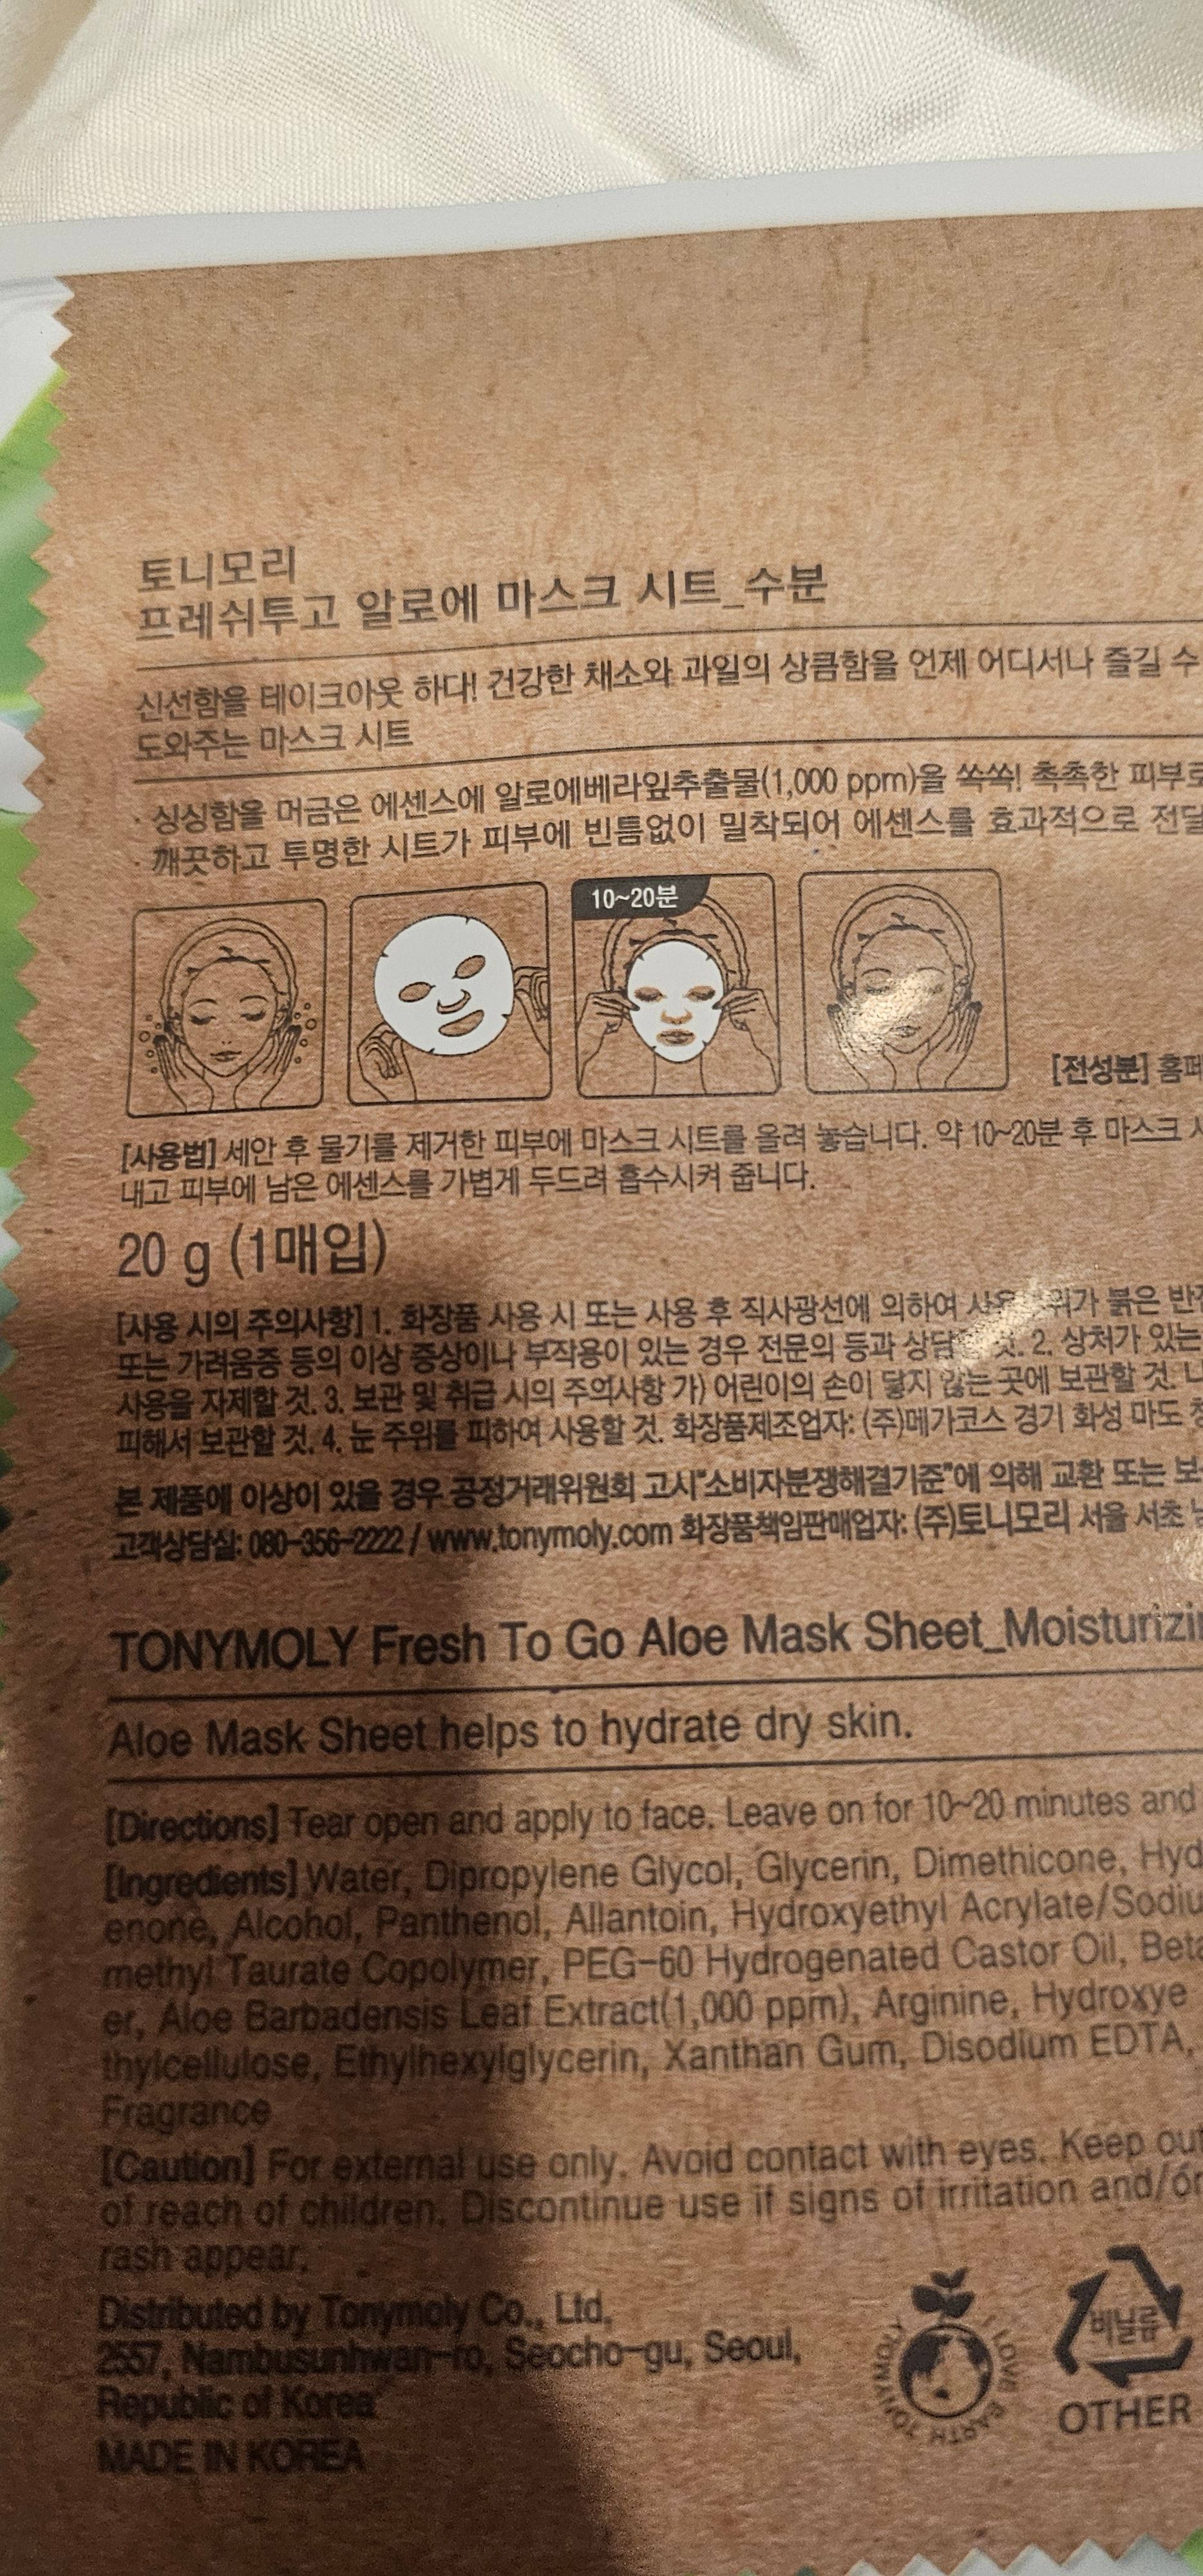 토니모리
프레쉬투고 알로에 마스크 시트_수분
신선함을 테이크아웃 하다! 건강한 채소와 과일의 상큼함을 언제 어디서나 즐길 수
도와주는 마스크 시트
· 싱싱함을 머금은 에센스에 알로에베라잎추출물(1,000 ppm)을 쏙쏙! 촉촉한 피부로
· 깨끗하고 투명한 시트가 피부에 빈틈없이 밀착되어 에센스를 효과적으로 전달
10~20분
[전성분] 홈페
[사용법] 세안 후 물기를 제거한 피부에 마스크 시트를 올려 놓습니다. 약 10~20분 후 마스크
내고 피부에 남은 에센스를 가볍게 두드려 흡수시켜 줍니다.
20 g (1매입)
[사용 시의 주의사항] 1. 화장품 사용 시 또는 사용 후 직사광선에 의하여 붉은
또는 가려움증 등의 이상 증상이나 부작용이 있는 경우 전문의 등과 2. 상처가 있는
사용을 자제할 것. 3. 보관 및 취급 시의 주의사항 가) 어린이의 손이 닿지 않는 곳에 보관할 것.
피해서 보관할 것. 4. 눈 주위를 피하여 사용할 것. 화장품제조업자: (주)메가코스 경기 화성 마도
본 제품에 이상이 있을 경우 공정거래위원회 고시"소비자분쟁해결기준"에 의해 교환 또는
고객상담실: 080-356-2222 / www.tonymoly.com 화장품책임판매업자: (주)토니모리 서울 서초
TONYMOLY Fresh To Go Aloe Mask Sheet_Moisturizi
Aloe Mask Sheet helps to hydrate dry skin.
[Directions] Tear open and apply to face. Leave on for 10~20 minutes and
[Ingredients] Water, Dipropylene Glycol, Glycerin, Dimethicone, Hyd
enone, Alcohol, Panthenol, Allantoin, Hydroxyethyl Acrylate/Sodiu
methyl Taurate Copolymer, PEG-60 Hydrogenated Castor Oil, Beta
er, Aloe Barbadensis Leaf Extract(1,000 ppm), Arginine, Hydroxye
thylcellulose, Ethylhexylglycerin, Xanthan Gum, Disodium EDTA,
Fragrance
[Caution] For external use only. Avoid contact with eyes. Keep out
of reach of children. Discontinue use if signs of irritation and/or
rash appear.
Distributed by Tonymoly Co., Ltd.
2557, Nambusunhwan-ro, Seocho-gu, Seoul,
Republic of Korea
MADE IN KOREA
TONYMOLY LOVE EARTH
비닐류
OTHER